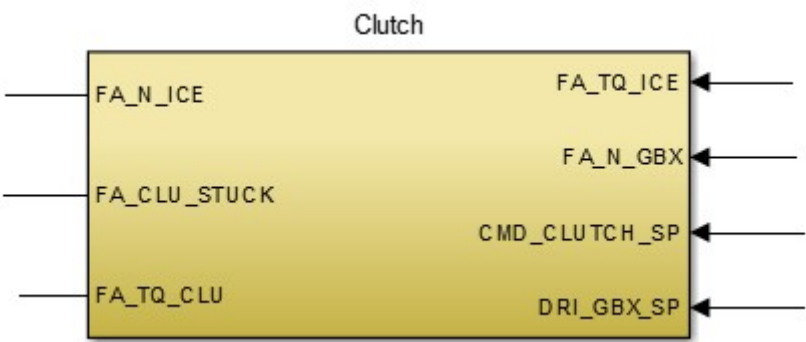 Clutch
FA_N_ICE
FA_CLU_STUCK
FA_TQ_CLU
FA_TQ_ICE
FA_N_GBX
CMD_CLUTCH_SP
DRI_GBX_SP